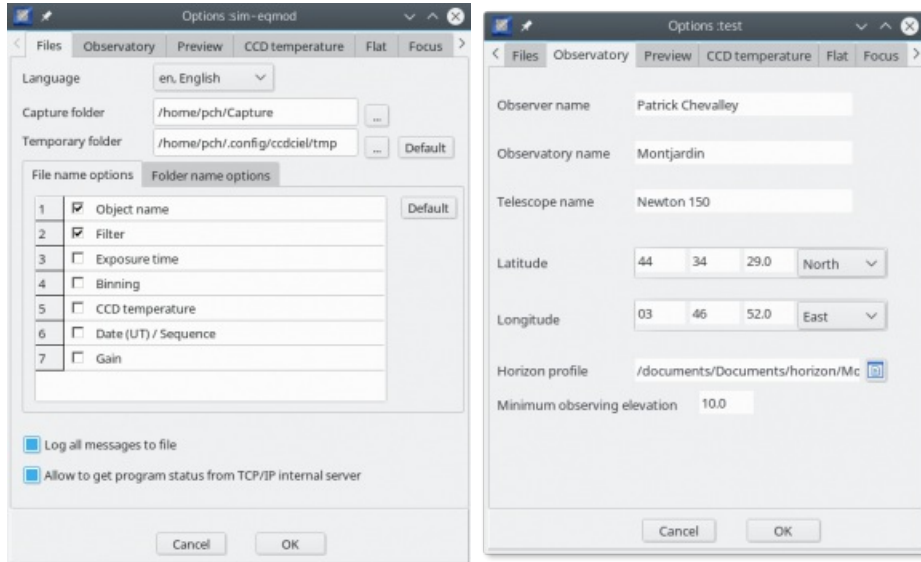 Options :sim-eqmod
Files Observatory Preview CCD temperature Flat Focus
Language en, English
Capture folder /home/pch/Capture ...
Temporary folder /home/pch/.config/ccdciel/tmp ... Default
File name options Folder name options
1 Object name Default
2 Filter
3 Exposure time
4 Binning
5 CCD temperature
6 Date (UT) / Sequence
7 Gain
Log all messages to file
Allow to get program status from TCP/IP internal server
Cancel OK
Options :test
Files Observatory Preview CCD temperature Flat Focus
Observer name Patrick Chevalley
Observatory name Montjardin
Telescope name Newton 150
Latitude 44 34 29.0 North
Longitude 03 46 52.0 East
Horizon profile /documents/Documents/horizon/Mc
Minimum observing elevation 10.0
Cancel OK